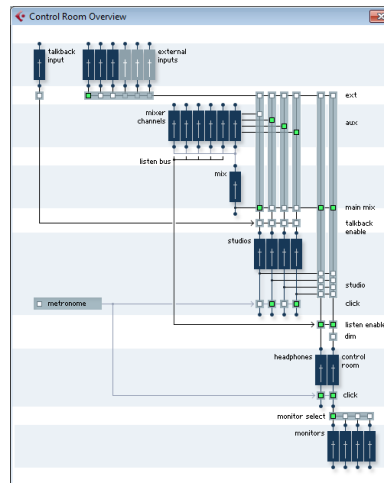 Control Room Overview
talkback
input
external
inputs
ext
mixer
channels
aux
listen bus
mix
main mix
talkback
enable
studios
studio
metronome
click
listen enable
dim
headphones
control
room
click
monitor select
monitors